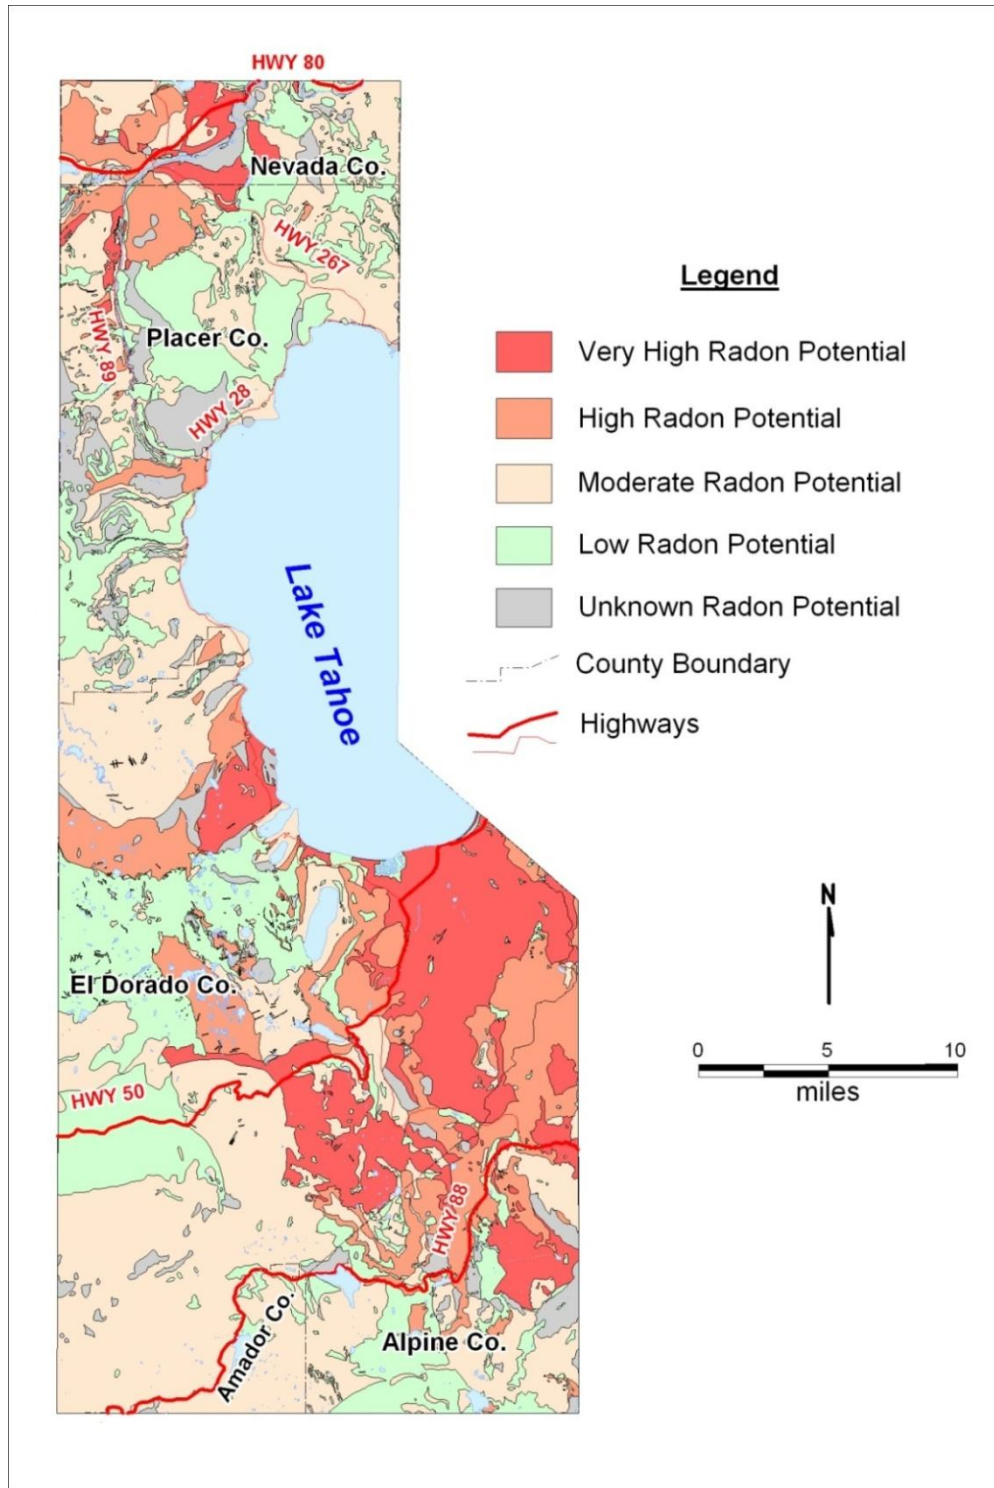 HWY 80
Nevada Co.
HWY 267
Placer Co.
HWY 89
HWY 28
Lake Tahoe
El Dorado Co.
HWY 50
HWY 88
Amador Co.
Alpine Co.
Legend
Very High Radon Potential
High Radon Potential
Moderate Radon Potential
Low Radon Potential
Unknown Radon Potential
County Boundary
Highways
N
0 5 10
miles